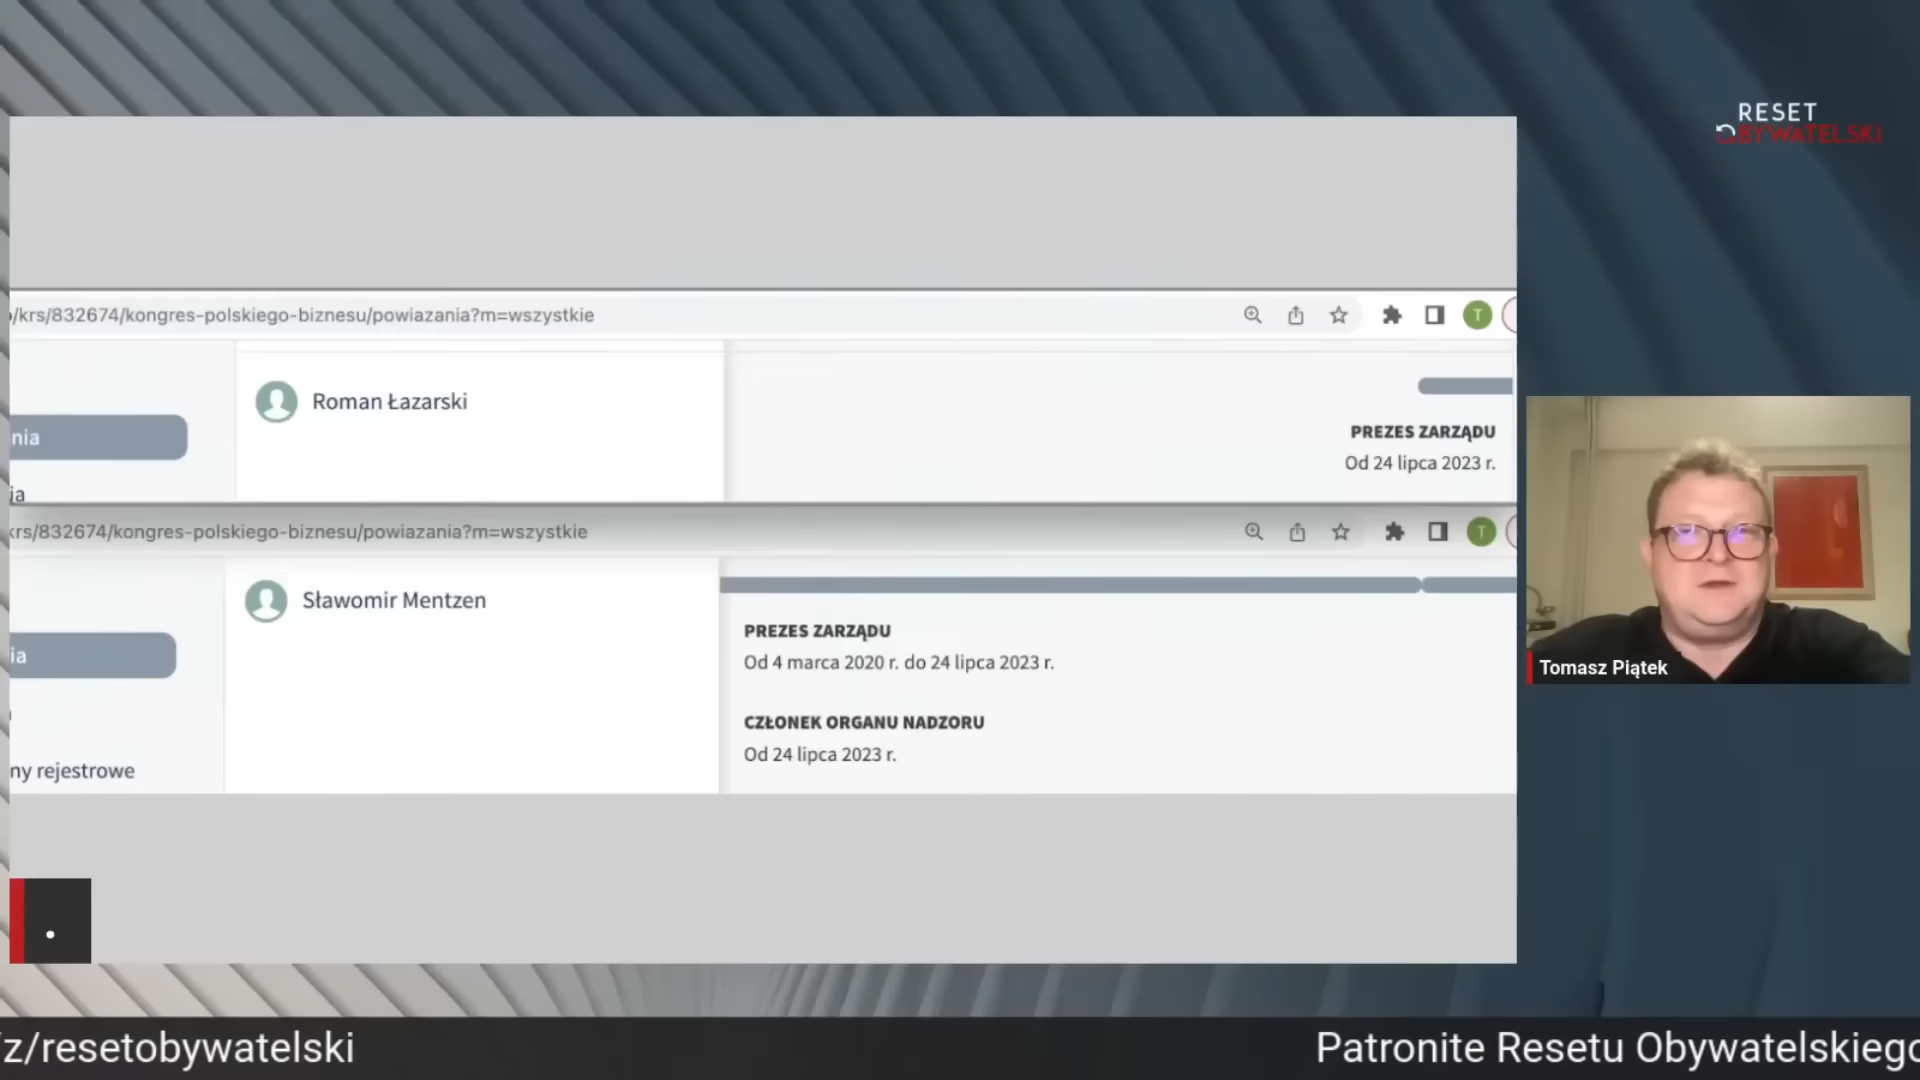 RESET
OBYWATELSKI
/krs/832674/kongres-polskiego-biznesu/powiazania?m=wszystkie
T
Roman Łazarski
nia
PREZES ZARZĄDU
Od 24 lipca 2023 r.
ja
krs/832674/kongres-polskiego-biznesu/powiazania?m=wszystkie
T
Sławomir Mentzen
PREZES ZARZĄDU
ia
Od 4 marca 2020 r. do 24 lipca 2023 r.
CZŁONEK ORGANU NADZORU
Od 24 lipca 2023 r.
ny rejestrowe
Tomasz Piątek
.
z/resetobywatelski
Patronite Resetu Obywatelskiego